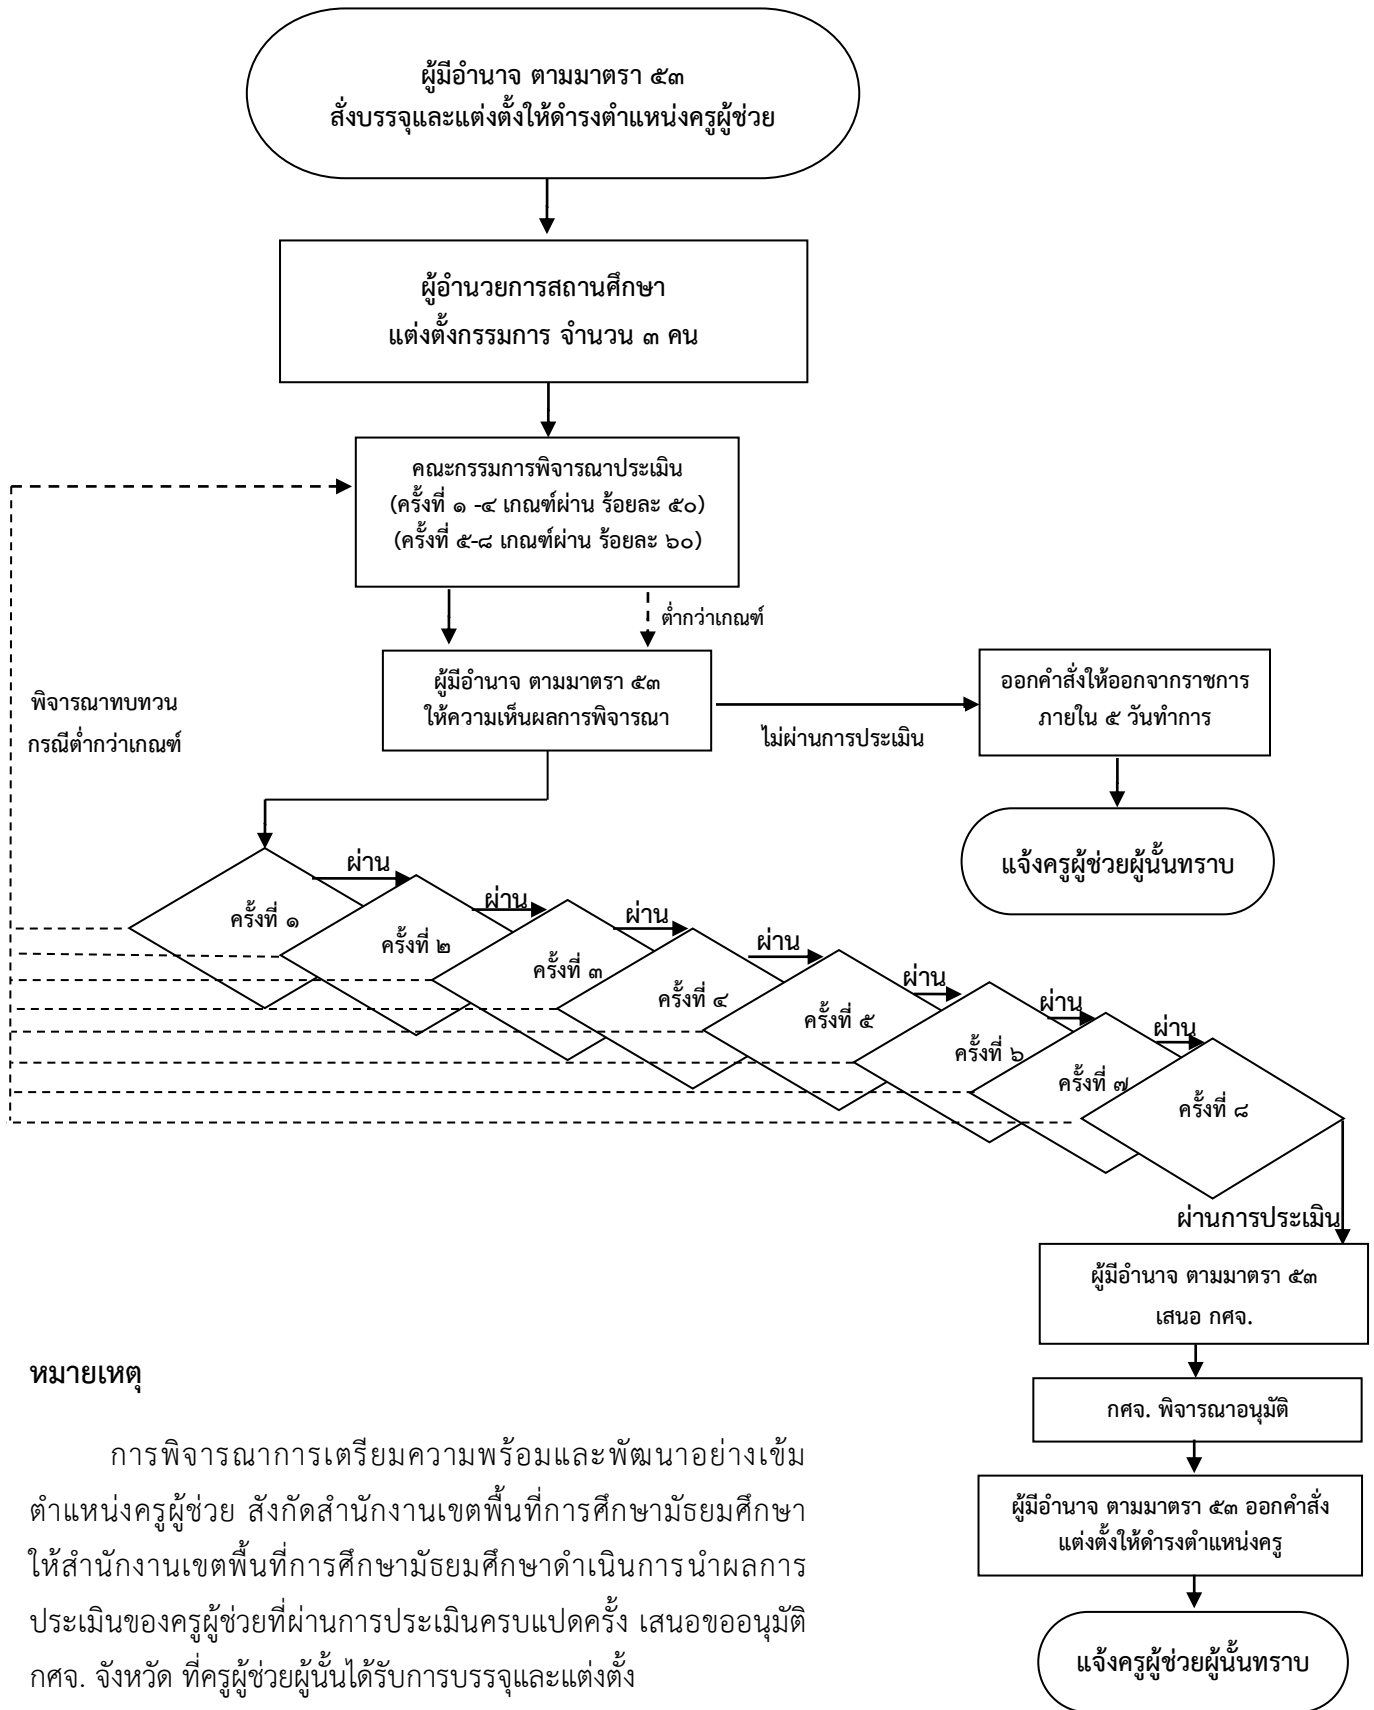 ผู้มีอำนาจ ตามมาตรา ๕๓
สั่งบรรจุและแต่งตั้งให้ดำรงตำแหน่งครูผู้ช่วย
ผู้อำนวยการสถานศึกษา
แต่งตั้งกรรมการ จำนวน ๓ คน
คณะกรรมการพิจารณาประเมิน
(ครั้งที่ ๑ -๔ เกณฑ์ผ่าน ร้อยละ ๕๐)
(ครั้งที่ ๕-๘ เกณฑ์ผ่าน ร้อยละ ๖๐)
ต่ำกว่าเกณฑ์
ผู้มีอำนาจ ตามมาตรา ๕๓
ให้ความเห็นผลการพิจารณา
ไม่ผ่านการประเมิน
ออกคำสั่งให้ออกจากราชการ
ภายใน ๕ วันทำการ
แจ้งครูผู้ช่วยผู้นั้นทราบ
พิจารณาทบทวน
กรณีต่ำกว่าเกณฑ์
ครั้งที่ ๑
ผ่าน
ครั้งที่ ๒
ผ่าน
ครั้งที่ ๓
ผ่าน
ครั้งที่ ๔
ผ่าน
ครั้งที่ ๕
ผ่าน
ครั้งที่ ๖
ผ่าน
ครั้งที่ ๗
ผ่าน
ครั้งที่ ๘
ผ่านการประเมิน
ผู้มีอำนาจ ตามมาตรา ๕๓
เสนอ กศจ.
กศจ. พิจารณาอนุมัติ
ผู้มีอำนาจ ตามมาตรา ๕๓ ออกคำสั่ง
แต่งตั้งให้ดำรงตำแหน่งครู
แจ้งครูผู้ช่วยผู้นั้นทราบ
หมายเหตุ
การพิจารณาการเตรียมความพร้อมและพัฒนาอย่างเข้ม
ตำแหน่งครูผู้ช่วย สังกัดสำนักงานเขตพื้นที่การศึกษามัธยมศึกษา
ให้สำนักงานเขตพื้นที่การศึกษามัธยมศึกษาดำเนินการนำผลการ
ประเมินของครูผู้ช่วยที่ผ่านการประเมินครบแปดครั้ง เสนอขออนุมัติ
กศจ. จังหวัด ที่ครูผู้ช่วยผู้นั้นได้รับการบรรจุและแต่งตั้ง